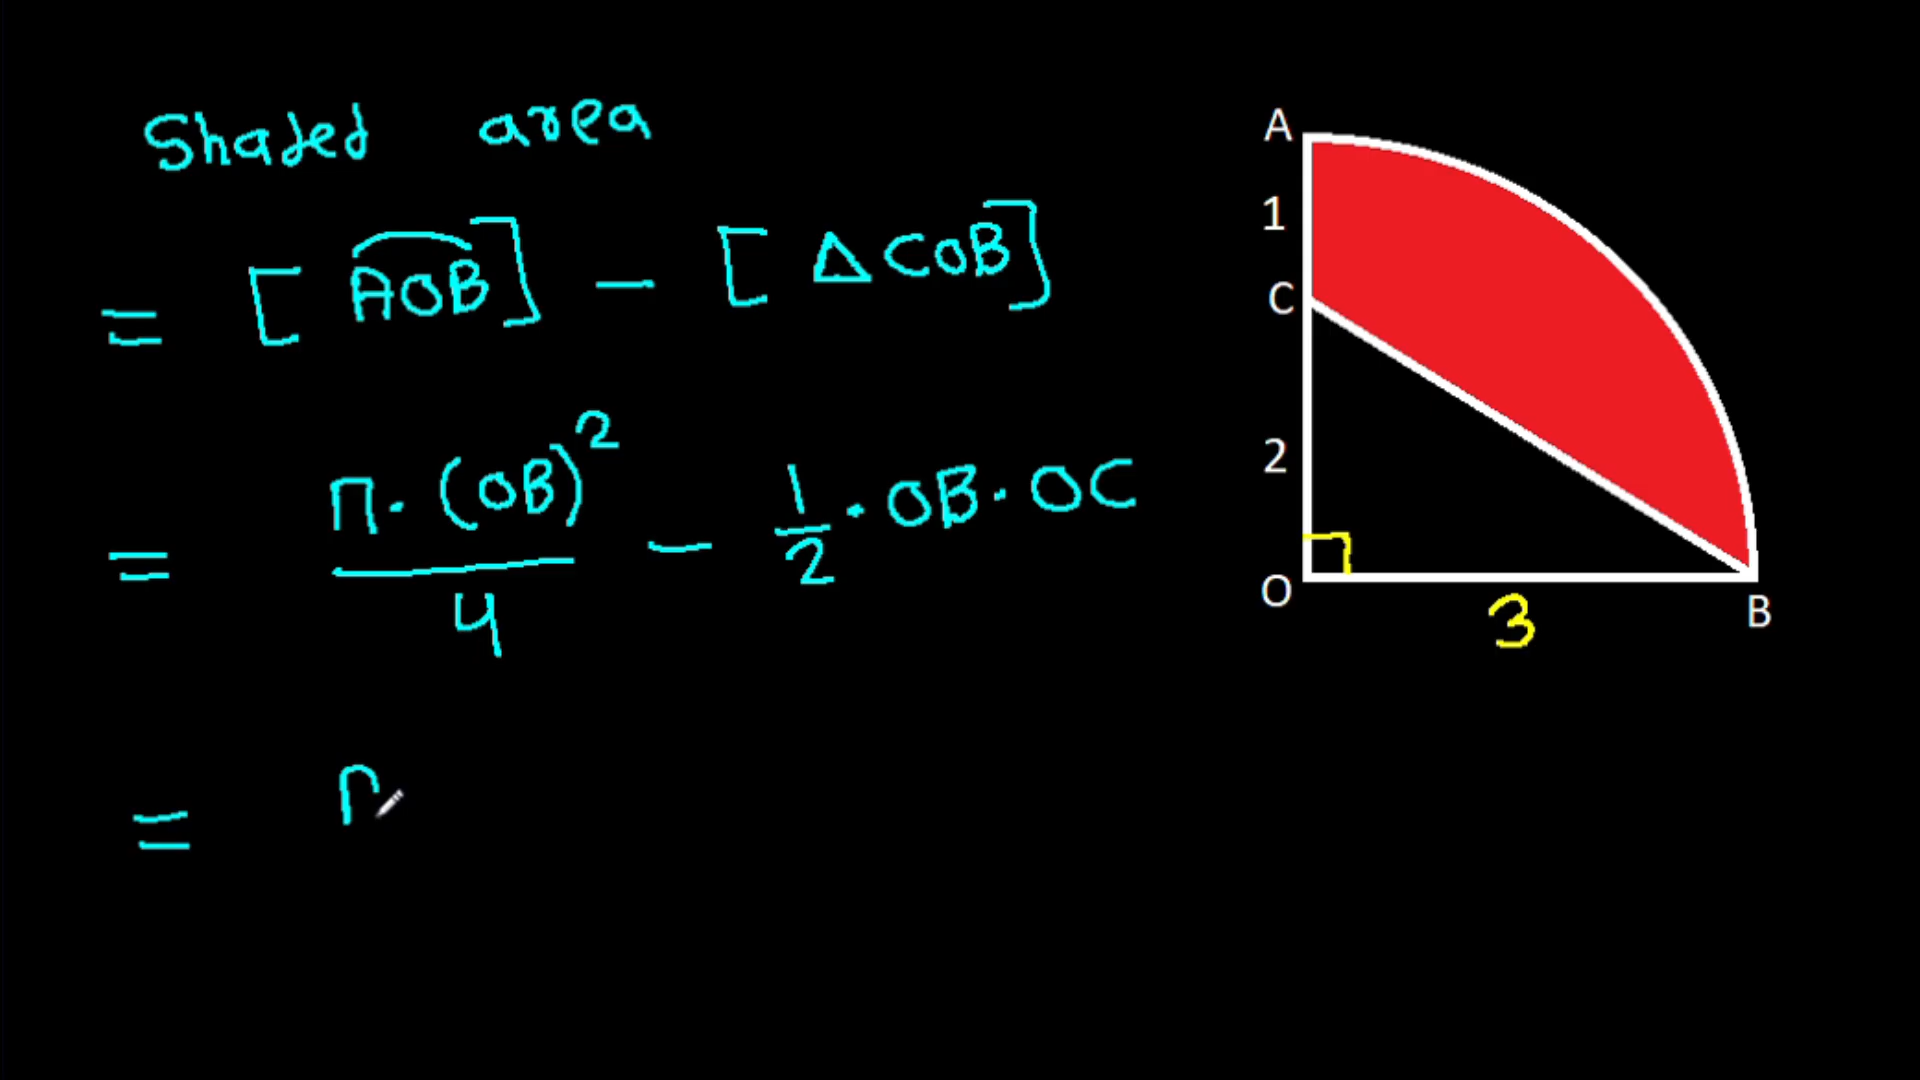 Shaded area
= [AOB] - [ΔCOB]
= π·(OB)²/4 - 1/2·OB·OC
= π
A
1
C
2
O
3
B